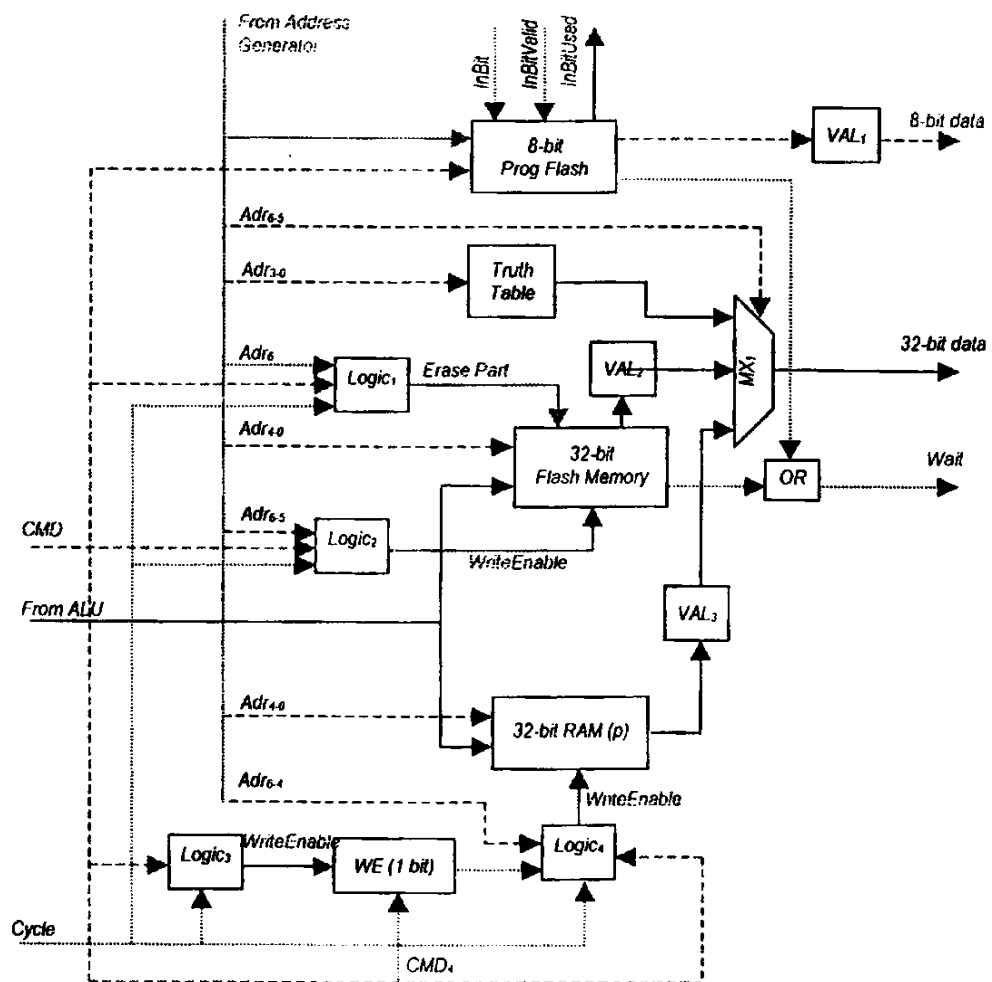 From Address
Generator
InBit
InBitValid
InBitUsed
8-bit
Prog Flash
VAL₁
8-bit data
Adr₆₋₅
Adr₃₋₀
Truth
Table
MX₁
32-bit data
Adr₆
Logic₁
Erase Part
VAL₂
Adr₄₋₀
32-bit
Flash Memory
OR
Wait
Adr₆₋₅
CMD
Logic₂
WriteEnable
From ALU
VAL₃
Adr₄₋₀
32-bit RAM (p)
Adr₆₋₄
WriteEnable
Logic₃
WriteEnable
WE (1 bit)
Logic₄
Cycle
CMD₄